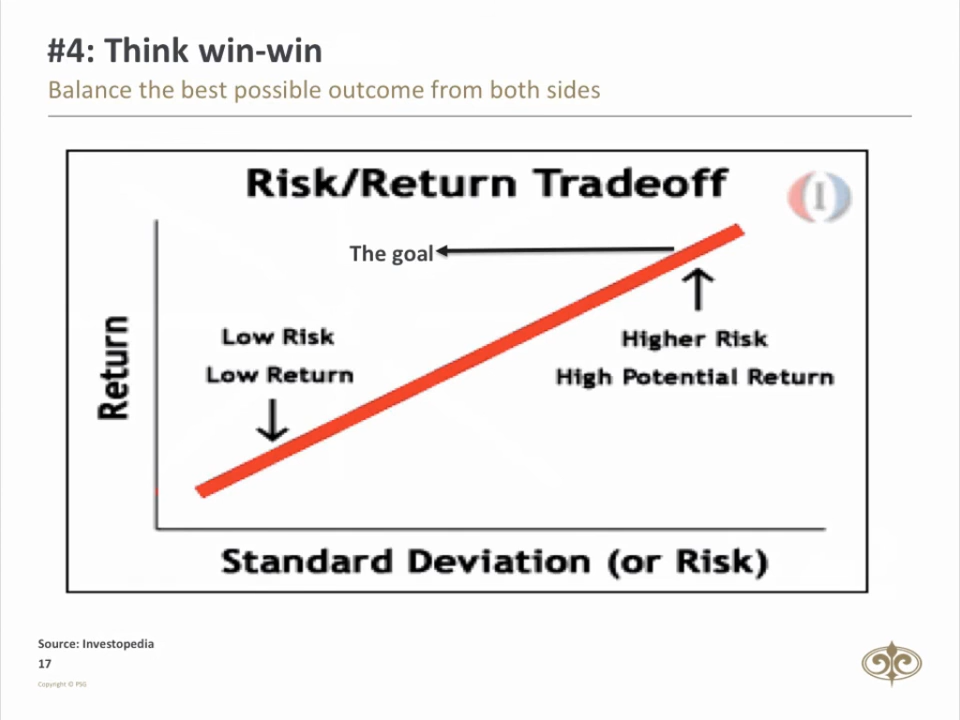 #4: Think win-win
Balance the best possible outcome from both sides
Risk/Return Tradeoff
I
The goal
Low Risk
Low Return
Higher Risk
High Potential Return
Return
Standard Deviation (or Risk)
Source: Investopedia
17
Copyright © PSG